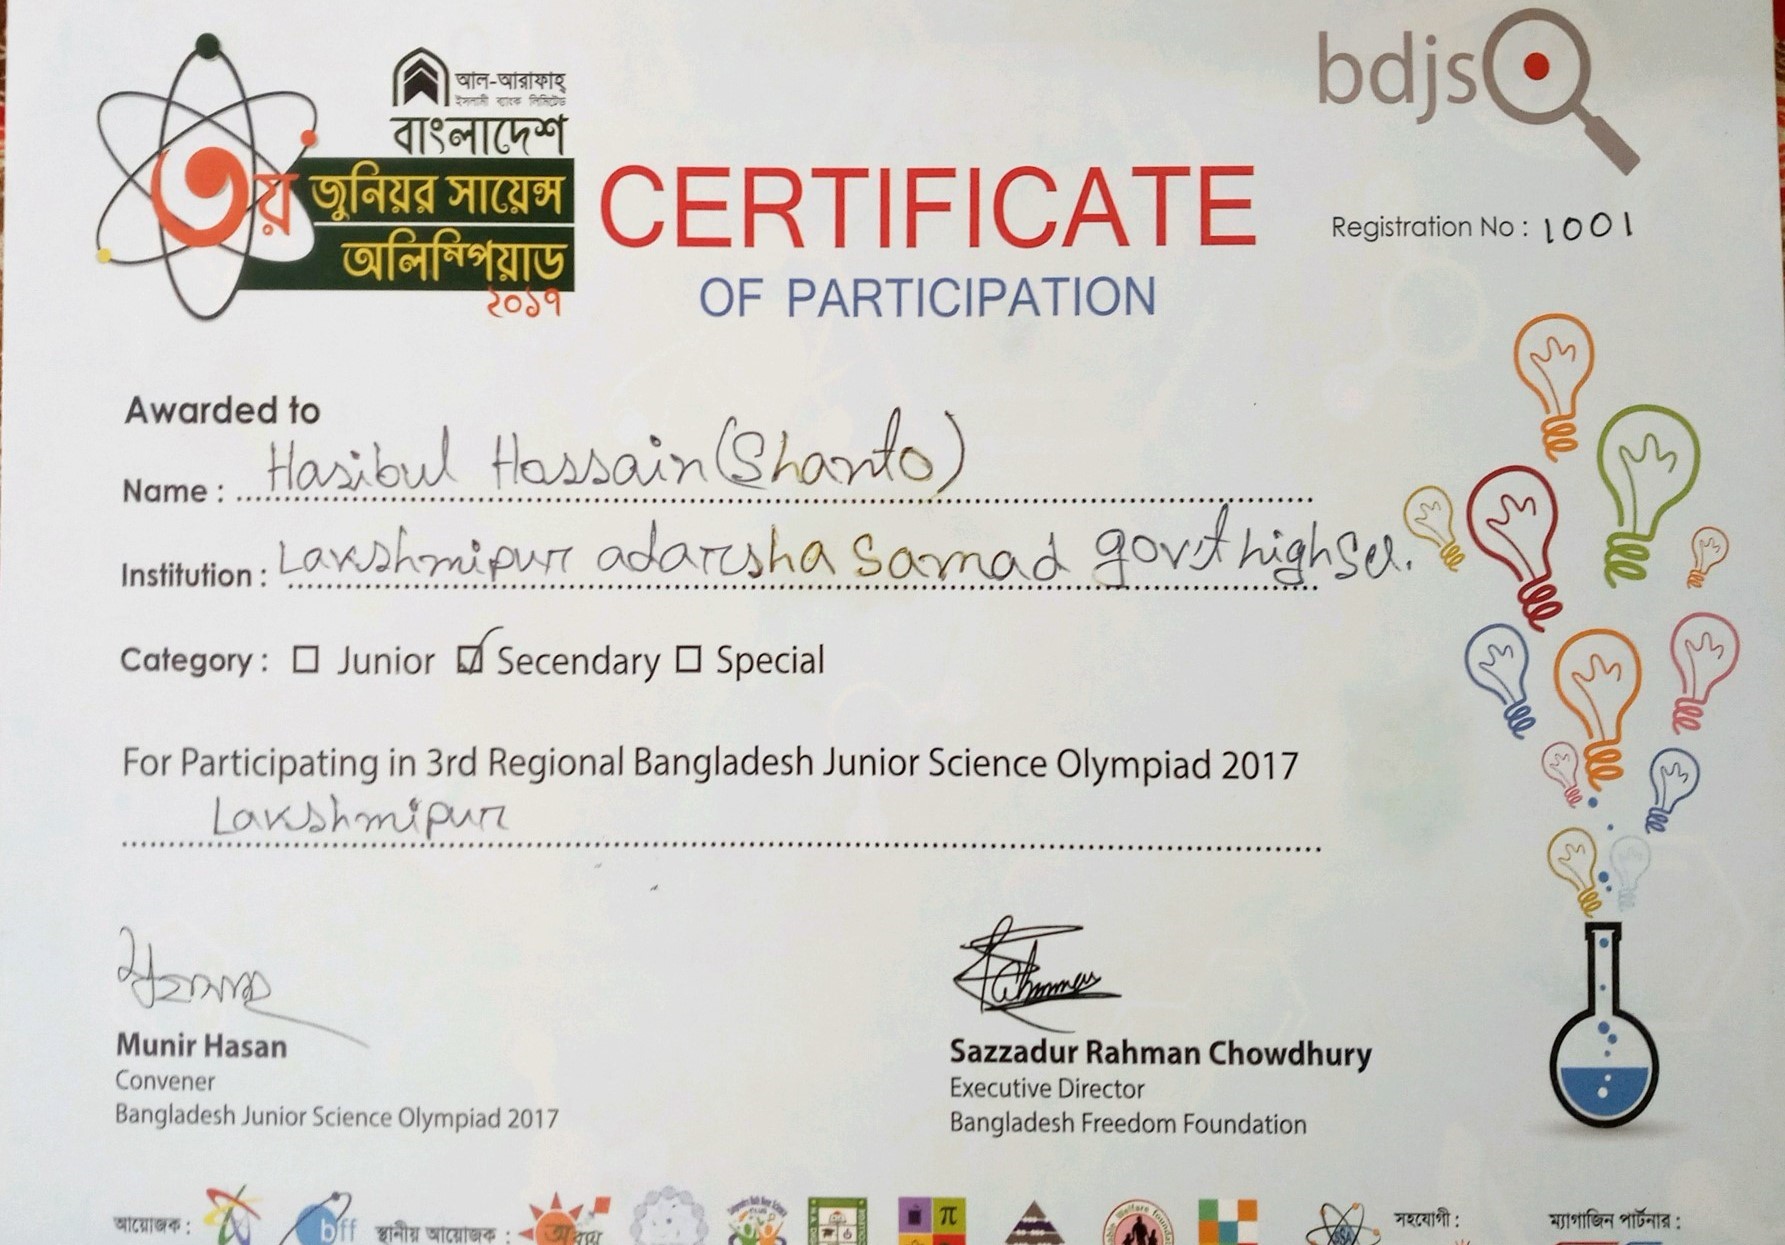 আল-আরাফাহ্
ইসলামী ব্যাংক লিমিটেড
বাংলাদেশ
৩য় জুনিয়র সায়েন্স
অলিম্পিয়াড
২০১৭
bdjso
CERTIFICATE
OF PARTICIPATION
Registration No : 1001
Awarded to
Name : Hasibul Hossain (Shanto)
Institution : Lakshmipur adarsha Samad govt high Scl.
Category : Junior Secendary Special
For Participating in 3rd Regional Bangladesh Junior Science Olympiad 2017
Lakshmipur
Munir Hasan
Convener
Bangladesh Junior Science Olympiad 2017
Sazzadur Rahman Chowdhury
Executive Director
Bangladesh Freedom Foundation
আয়োজক : bff স্থানীয় আয়োজক : π সহযোগী : ম্যাগাজিন পার্টনার :